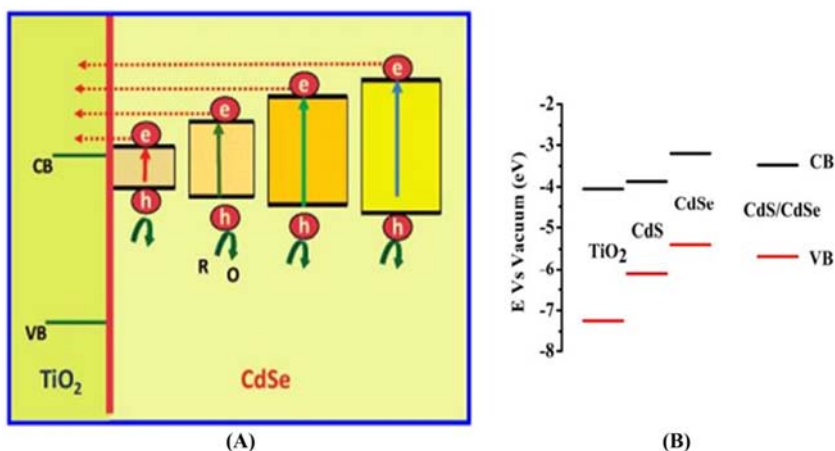 e
e
e
e
CB
h
h
h
h
R
O
VB
TiO2
CdSe
(A)
E Vs Vacuum (eV)
-2
-3
-4
-5
-6
-7
-8
CB
CdSe
CdS/CdSe
CdS
TiO2
VB
(B)